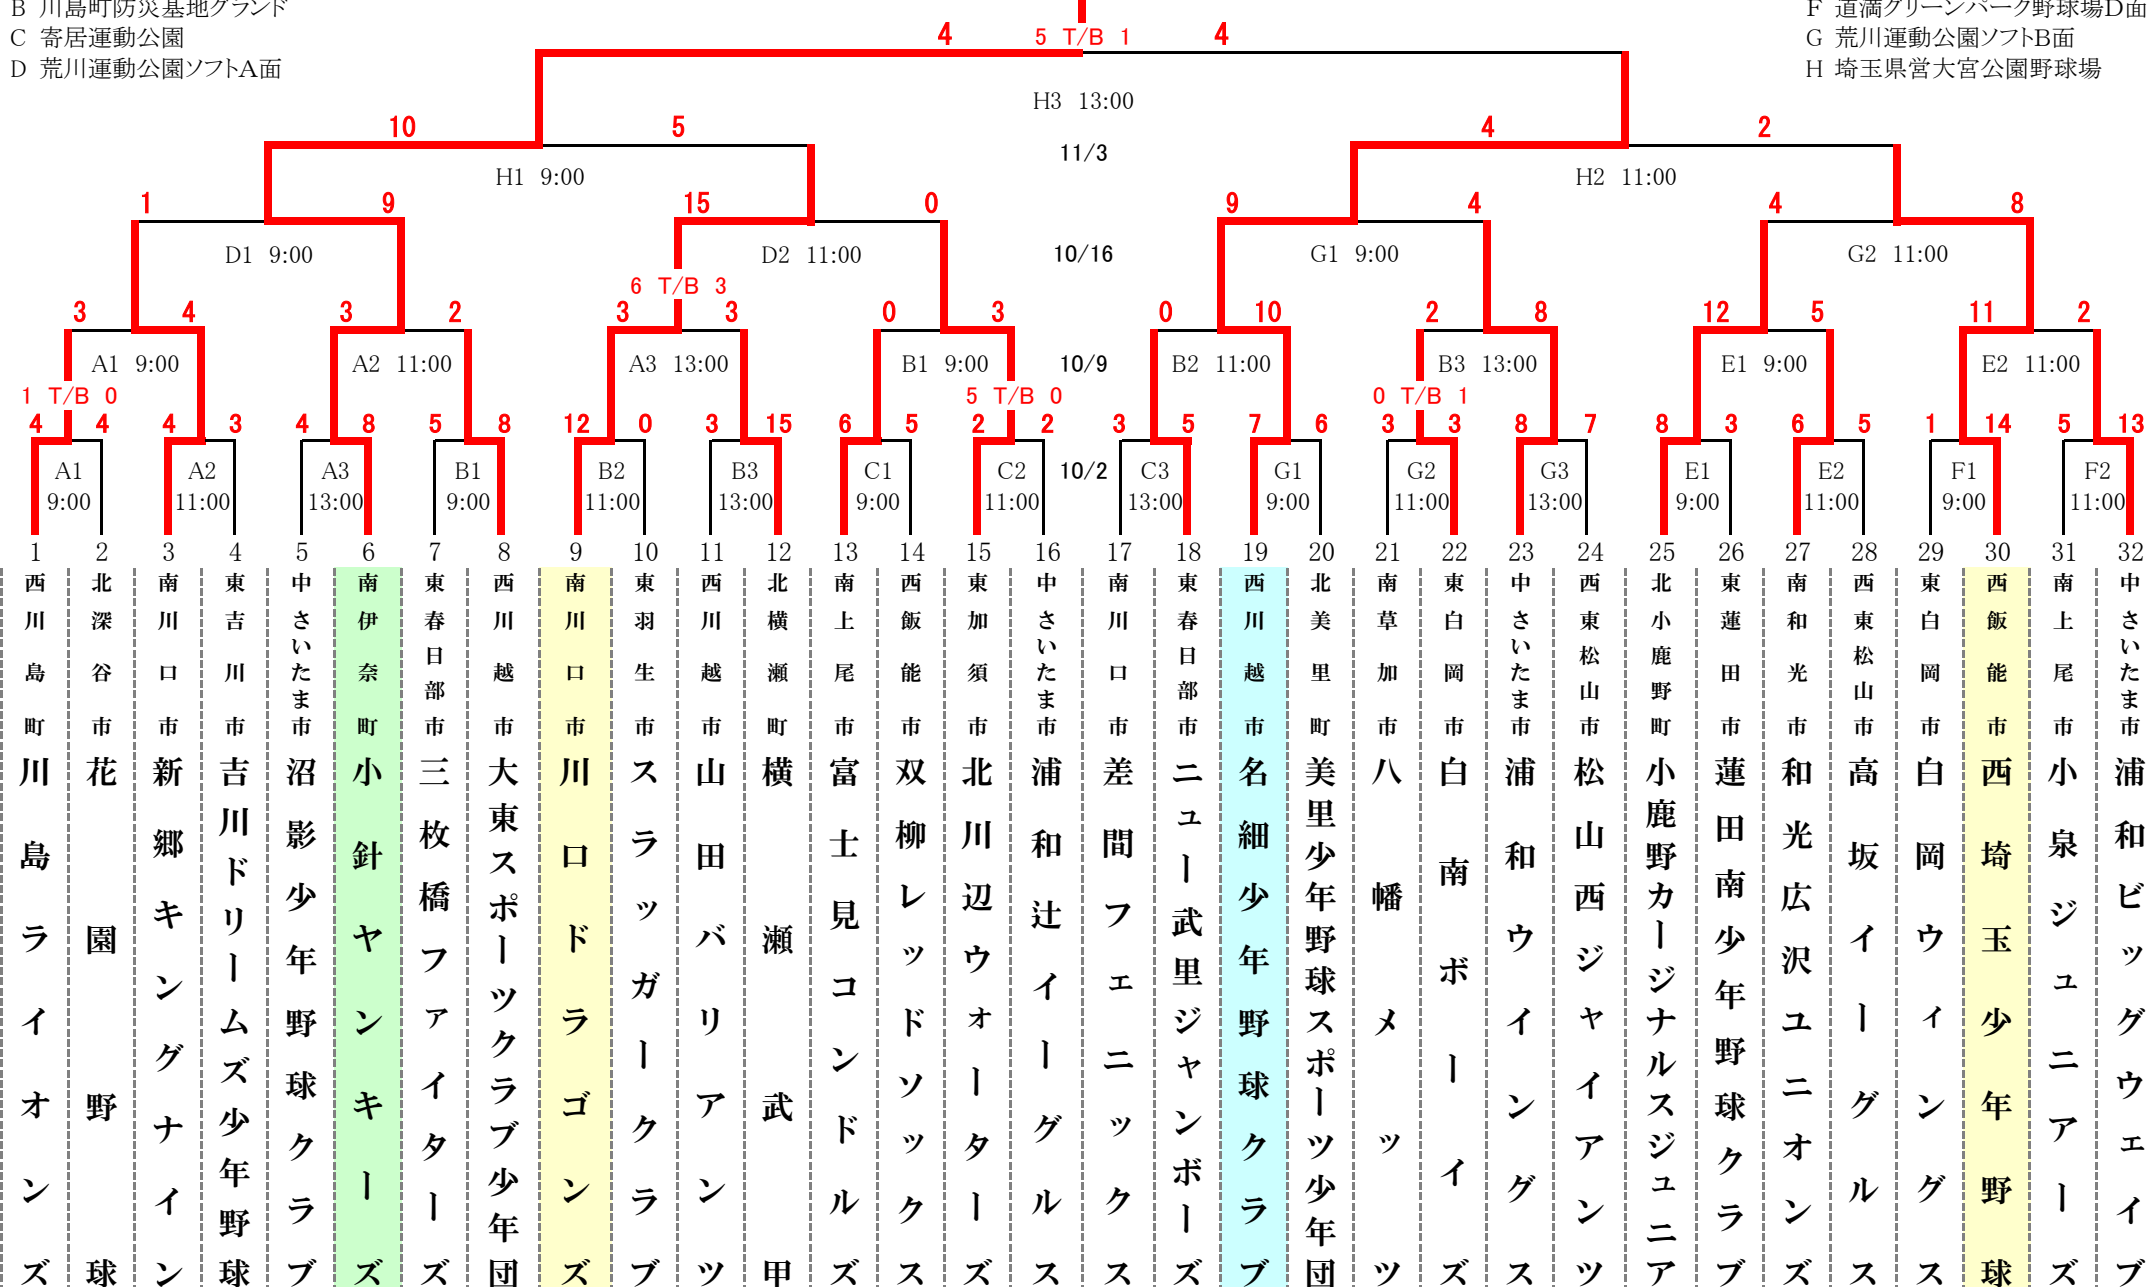 B 川島町防災基地グランド
C 寄居運動公園
D 荒川運動公園ソフトA面
F 道満グリーンパーク野球場D面
G 荒川運動公園ソフトB面
H 埼玉県営大宮公園野球場
4 5 T/B 1 4
H3 13:00
10 5 4 2
11/3
H1 9:00 H2 11:00
1 9 15 0 9 4 4 8
D1 9:00 D2 11:00 10/16 G1 9:00 G2 11:00
6 T/B 3
3 4 3 2 3 3 0 3 0 10 2 8 12 5 11 2
A1 9:00 A2 11:00 A3 13:00 B1 9:00 10/9 B2 11:00 B3 13:00 E1 9:00 E2 11:00
1 T/B 0 5 T/B 0 0 T/B 1
4 4 4 3 4 8 5 8 12 0 3 15 6 5 2 2 3 5 7 6 3 3 8 7 8 3 6 5 1 14 5 13
A1 A2 A3 B1 B2 B3 C1 C2 10/2 C3 G1 G2 G3 E1 E2 F1 F2
9:00 11:00 13:00 9:00 11:00 13:00 9:00 11:00 13:00 9:00 11:00 13:00 9:00 11:00 9:00 11:00
1 2 3 4 5 6 7 8 9 10 11 12 13 14 15 16 17 18 19 20 21 22 23 24 25 26 27 28 29 30 31 32
西川島町 川島ライオンズ
北深谷市 花園野球
南川口市 新郷キングナイン
東吉川市 吉川ドリームズ少年野球
中さいたま市 沼影少年野球クラブ
南伊奈町 小針ヤンキーズ
東春日部市 三枚橋ファイターズ
西川越市 大東スポーツクラブ少年団
南川口市 川口ドラゴンズ
東羽生市 スラッガークラブ
西川越市 山田バリアンツ
北横瀬町 横瀬武甲
南上尾市 富士見コンドルズ
西飯能市 双柳レッドソックス
東加須市 北川辺ウォーターズ
中さいたま市 浦和辻イーグルス
南川口市 差間フェニックス
東春日部市 ニュー武里ジャンボーズ
西川越市 名細少年野球クラブ
北美里町 美里少年野球スポーツ少年団
南草加市 八幡メッツ
東白岡市 白南ボーイズ
中さいたま市 浦和ウイングス
西東松山市 松山西ジャイアンツ
北小鹿野町 小鹿野カージナルスジュニア
東蓮田市 蓮田南少年野球クラブ
南和光市 和光広沢ユニオンズ
西東松山市 高坂イーグルス
東白岡市 白岡ウィングス
西飯能市 西埼玉少年野球
南上尾市 小泉ジュニアーズ
中さいたま市 浦和ビッグウェイブ